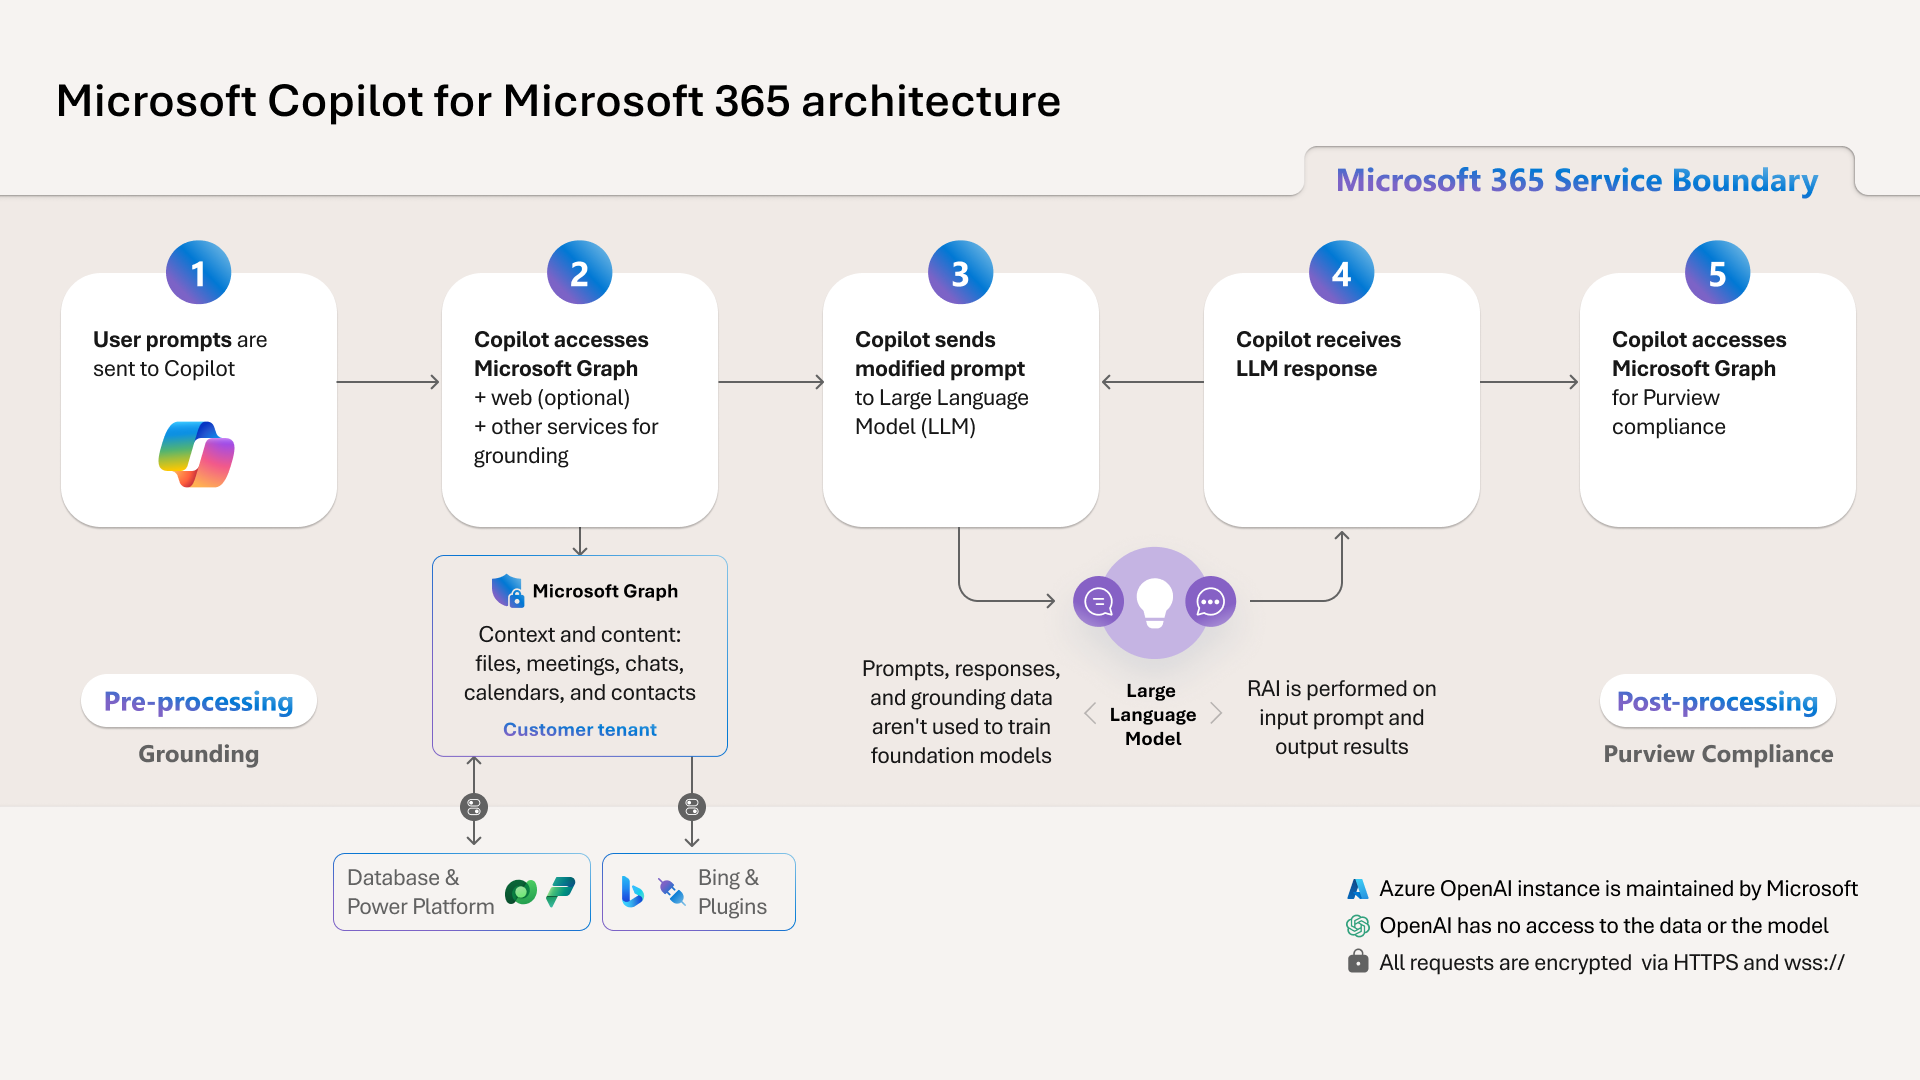 Microsoft Copilot for Microsoft 365 architecture
Microsoft 365 Service Boundary
1
User prompts are
sent to Copilot
2
Copilot accesses
Microsoft Graph
+ web (optional)
+ other services for
grounding
3
Copilot sends
modified prompt
to Large Language
Model (LLM)
4
Copilot receives
LLM response
5
Copilot accesses
Microsoft Graph
for Purview
compliance
Microsoft Graph
Context and content:
files, meetings, chats,
calendars, and contacts
Customer tenant
Pre-processing
Grounding
Prompts, responses,
and grounding data
aren't used to train
foundation models
Large
Language
Model
RAI is performed on
input prompt and
output results
Post-processing
Purview Compliance
Database &
Power Platform
Bing &
Plugins
Azure OpenAI instance is maintained by Microsoft
OpenAI has no access to the data or the model
All requests are encrypted via HTTPS and wss://